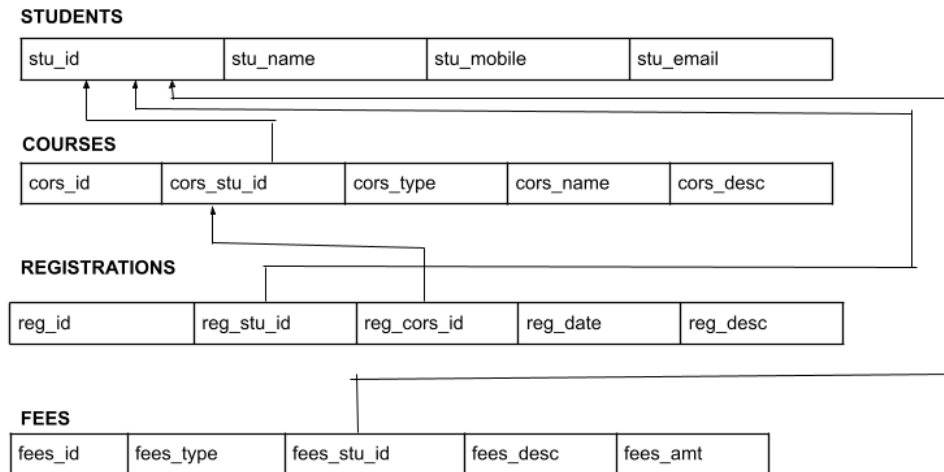 STUDENTS
stu_id stu_name stu_mobile stu_email
COURSES
cors_id cors_stu_id cors_type cors_name cors_desc
REGISTRATIONS
reg_id reg_stu_id reg_cors_id reg_date reg_desc
FEES
fees_id fees_type fees_stu_id fees_desc fees_amt